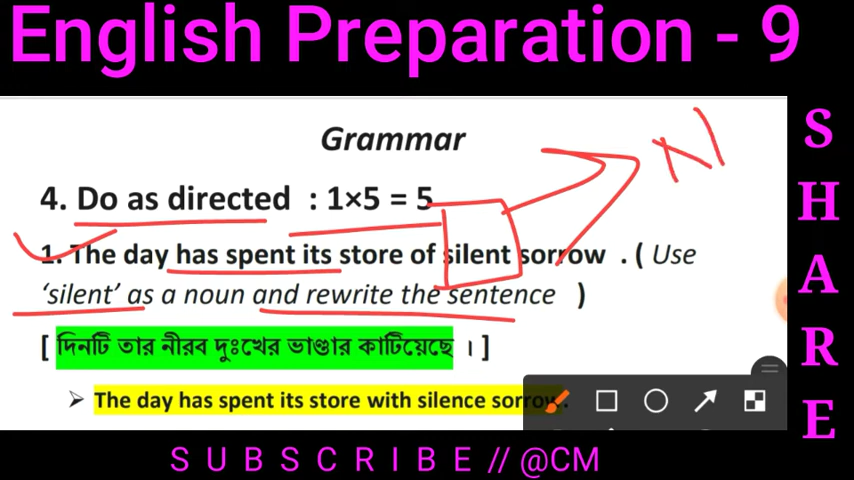 English Preparation - 9
Grammar
4. Do as directed : 1×5 = 5
1. The day has spent its store of silent sorrow . ( Use
‘silent’ as a noun and rewrite the sentence )
[ দিনটি তার নীরব দুঃখের ভাণ্ডার কাটিয়েছে । ]
➢ The day has spent its store with silence sorrow.
N
S
H
A
R
E
S U B S C R I B E // @CM